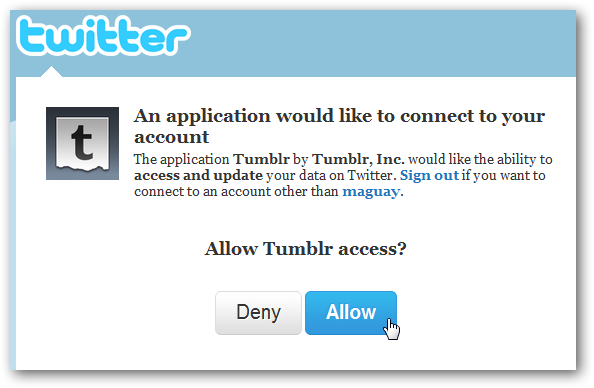 twitter
t
An application would like to connect to your
account
The application Tumblr by Tumblr, Inc. would like the ability to
access and update your data on Twitter. Sign out if you want to
connect to an account other than maguay.
Allow Tumblr access?
Deny Allow